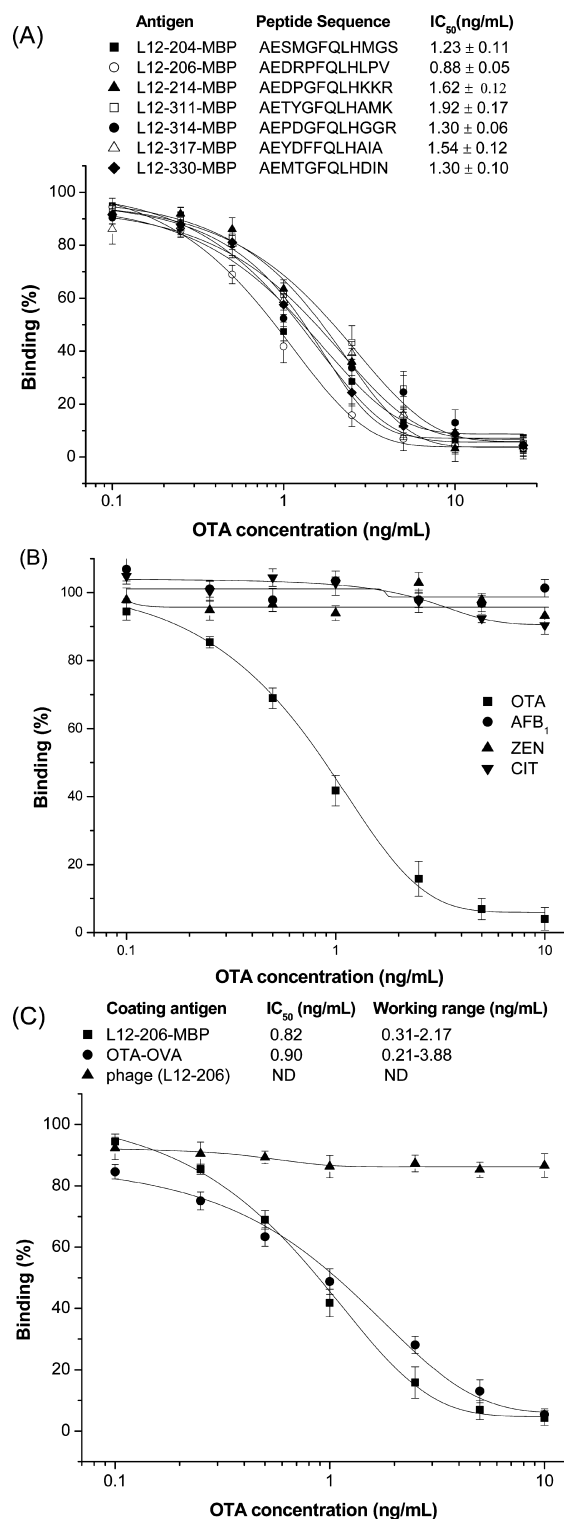 (A)
Antigen Peptide Sequence IC50(ng/mL)
L12-204-MBP AESMGFQLHMGS 1.23 ± 0.11
L12-206-MBP AEDRPFQLHLPV 0.88 ± 0.05
L12-214-MBP AEDPGFQLHKKR 1.62 ± 0.12
L12-311-MBP AETYGFQLHAMK 1.92 ± 0.17
L12-314-MBP AEPDGFQLHGGR 1.30 ± 0.06
L12-317-MBP AEYDFFQLHAIA 1.54 ± 0.12
L12-330-MBP AEMTGFQLHDIN 1.30 ± 0.10
100
80
60
40
20
0
Binding (%)
0.1 1 10
OTA concentration (ng/mL)
(B)
100
80
60
40
20
0
Binding (%)
OTA
AFB1
ZEN
CIT
0.1 1 10
OTA concentration (ng/mL)
(C)
Coating antigen IC50 (ng/mL) Working range (ng/mL)
L12-206-MBP 0.82 0.31-2.17
OTA-OVA 0.90 0.21-3.88
phage (L12-206) ND ND
100
80
60
40
20
0
Binding (%)
0.1 1 10
OTA concentration (ng/mL)